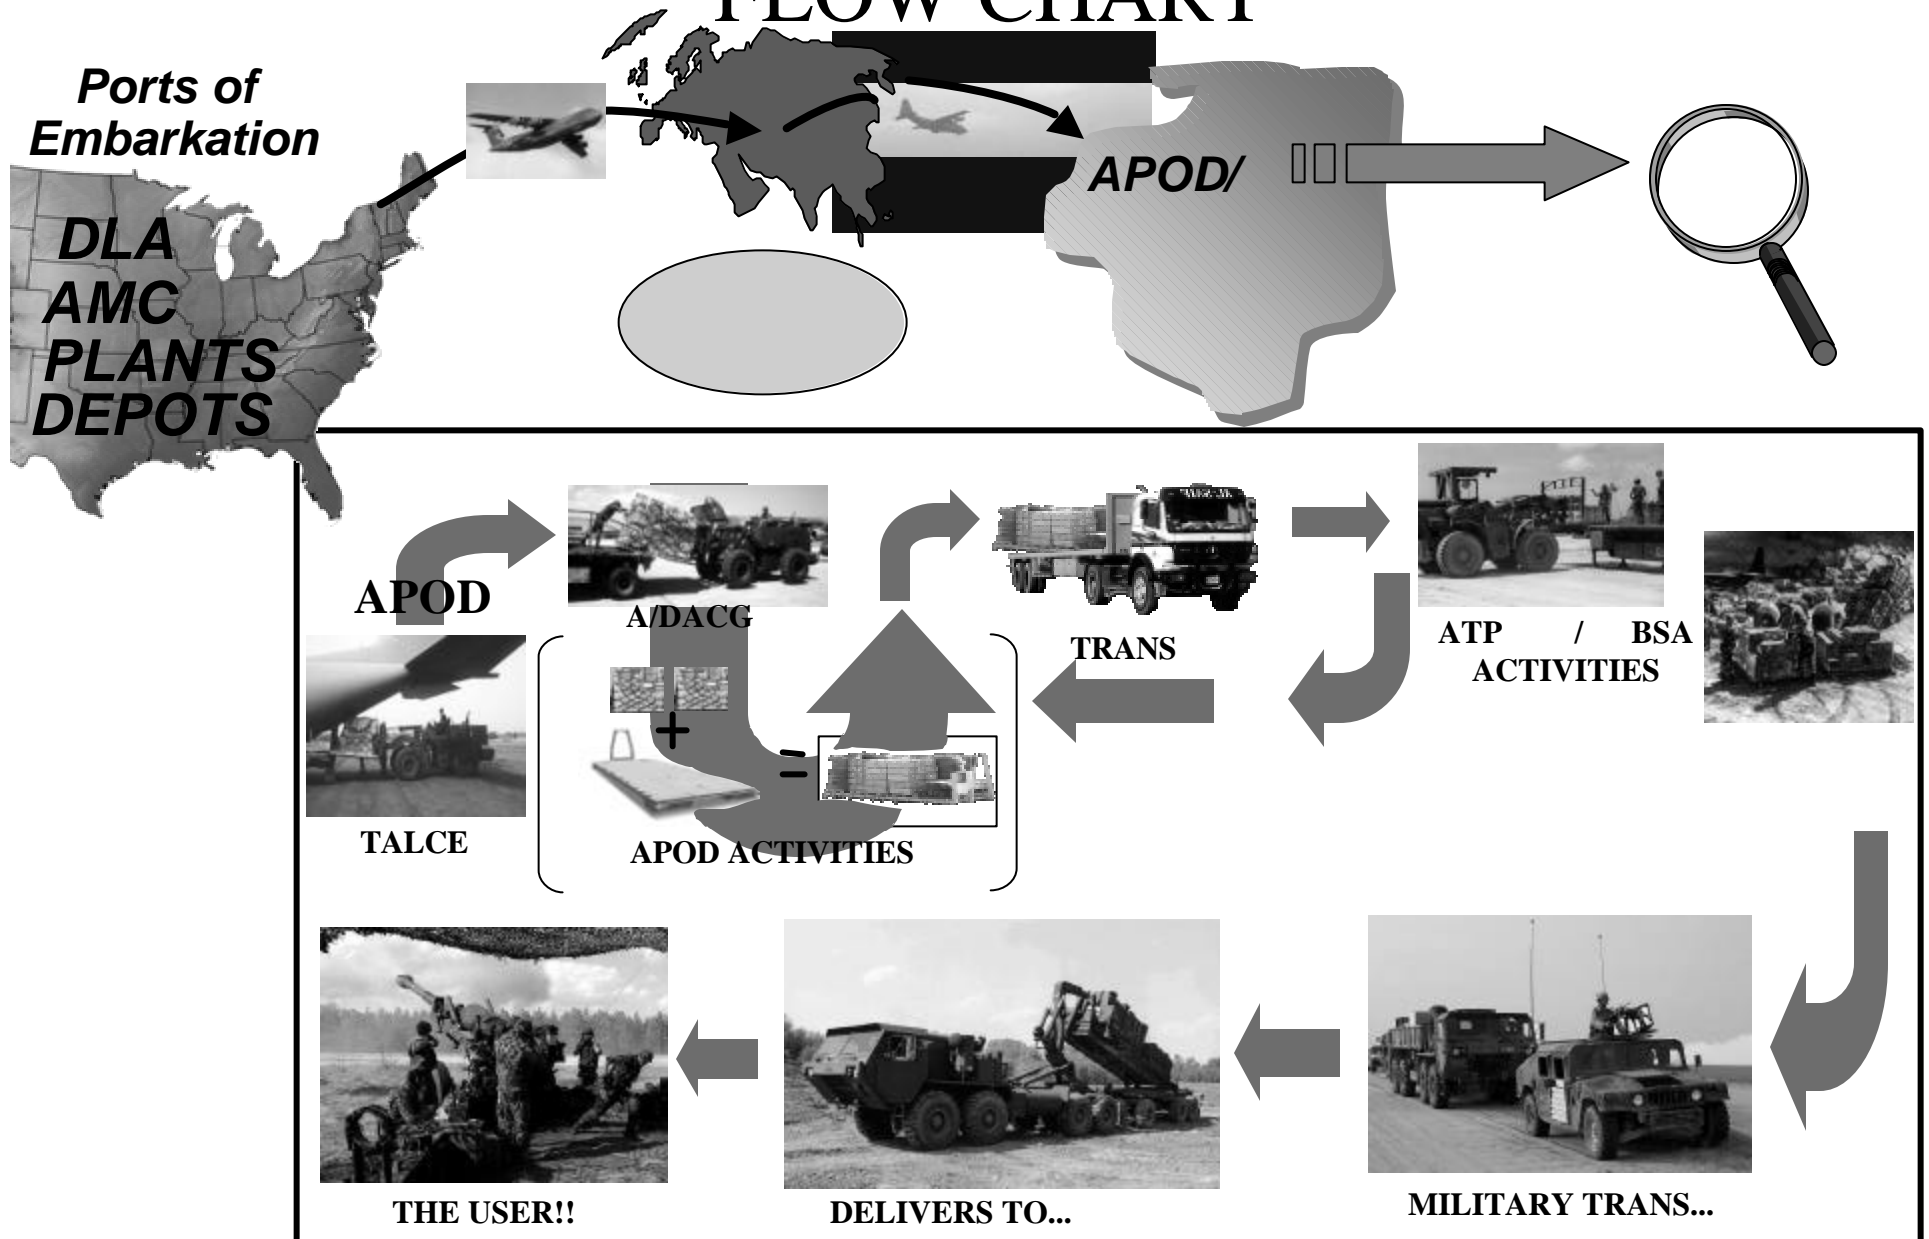 FLOW CHART
Ports of
Embarkation
DLA
AMC
PLANTS
DEPOTS
APOD/
APOD
A/DACG
TRANS
ATP / BSA
ACTIVITIES
TALCE
+
=
APOD ACTIVITIES
THE USER!!
DELIVERS TO...
MILITARY TRANS...